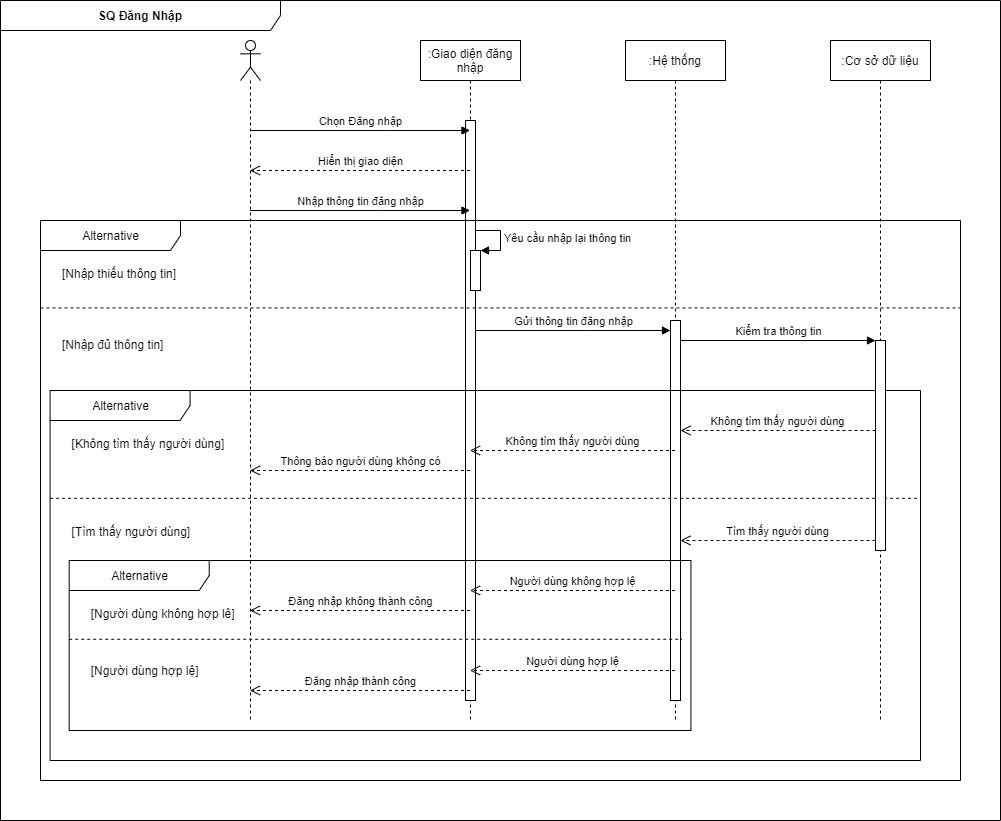 SQ Đăng Nhập
:Giao diện đăng
nhập
:Hệ thống
:Cơ sở dữ liệu
Chọn Đăng nhập
Hiển thị giao diện
Nhập thông tin đăng nhập
Alternative
Yêu cầu nhập lại thông tin
[Nhập thiếu thông tin]
Gửi thông tin đăng nhập
Kiểm tra thông tin
[Nhập đủ thông tin]
Alternative
Không tìm thấy người dùng
[Không tìm thấy người dùng]
Không tìm thấy người dùng
Thông báo người dùng không có
[Tìm thấy người dùng]
Tìm thấy người dùng
Alternative
Người dùng không hợp lệ
Đăng nhập không thành công
[Người dùng không hợp lê]
Người dùng hợp lệ
[Người dùng hợp lệ]
Đăng nhập thành công